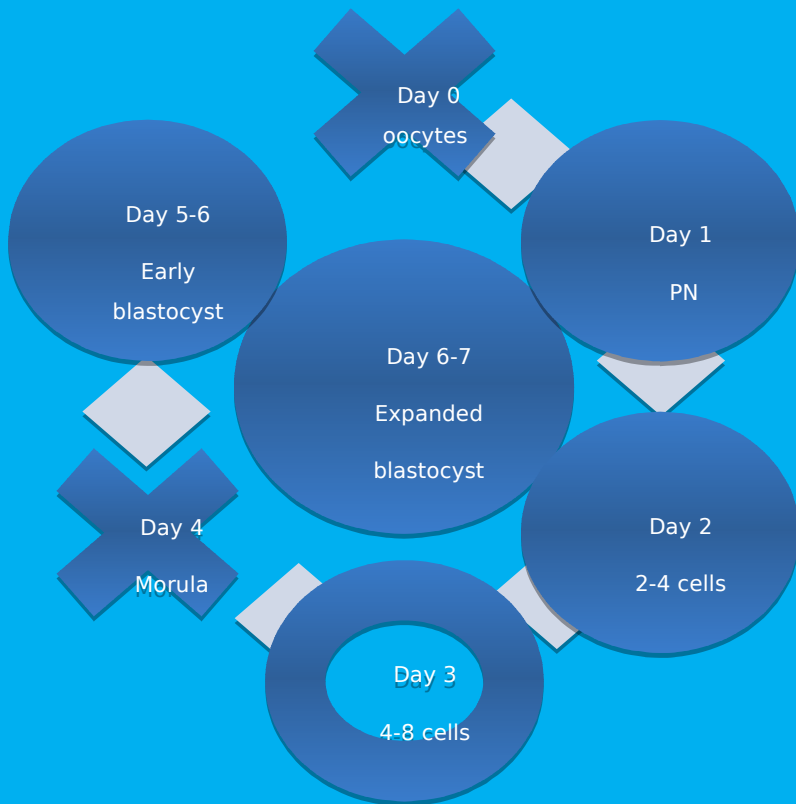 Day 0
oocytes
Day 1
PN
Day 2
2-4 cells
Day 3
4-8 cells
Day 4
Morula
Day 5-6
Early
blastocyst
Day 6-7
Expanded
blastocyst